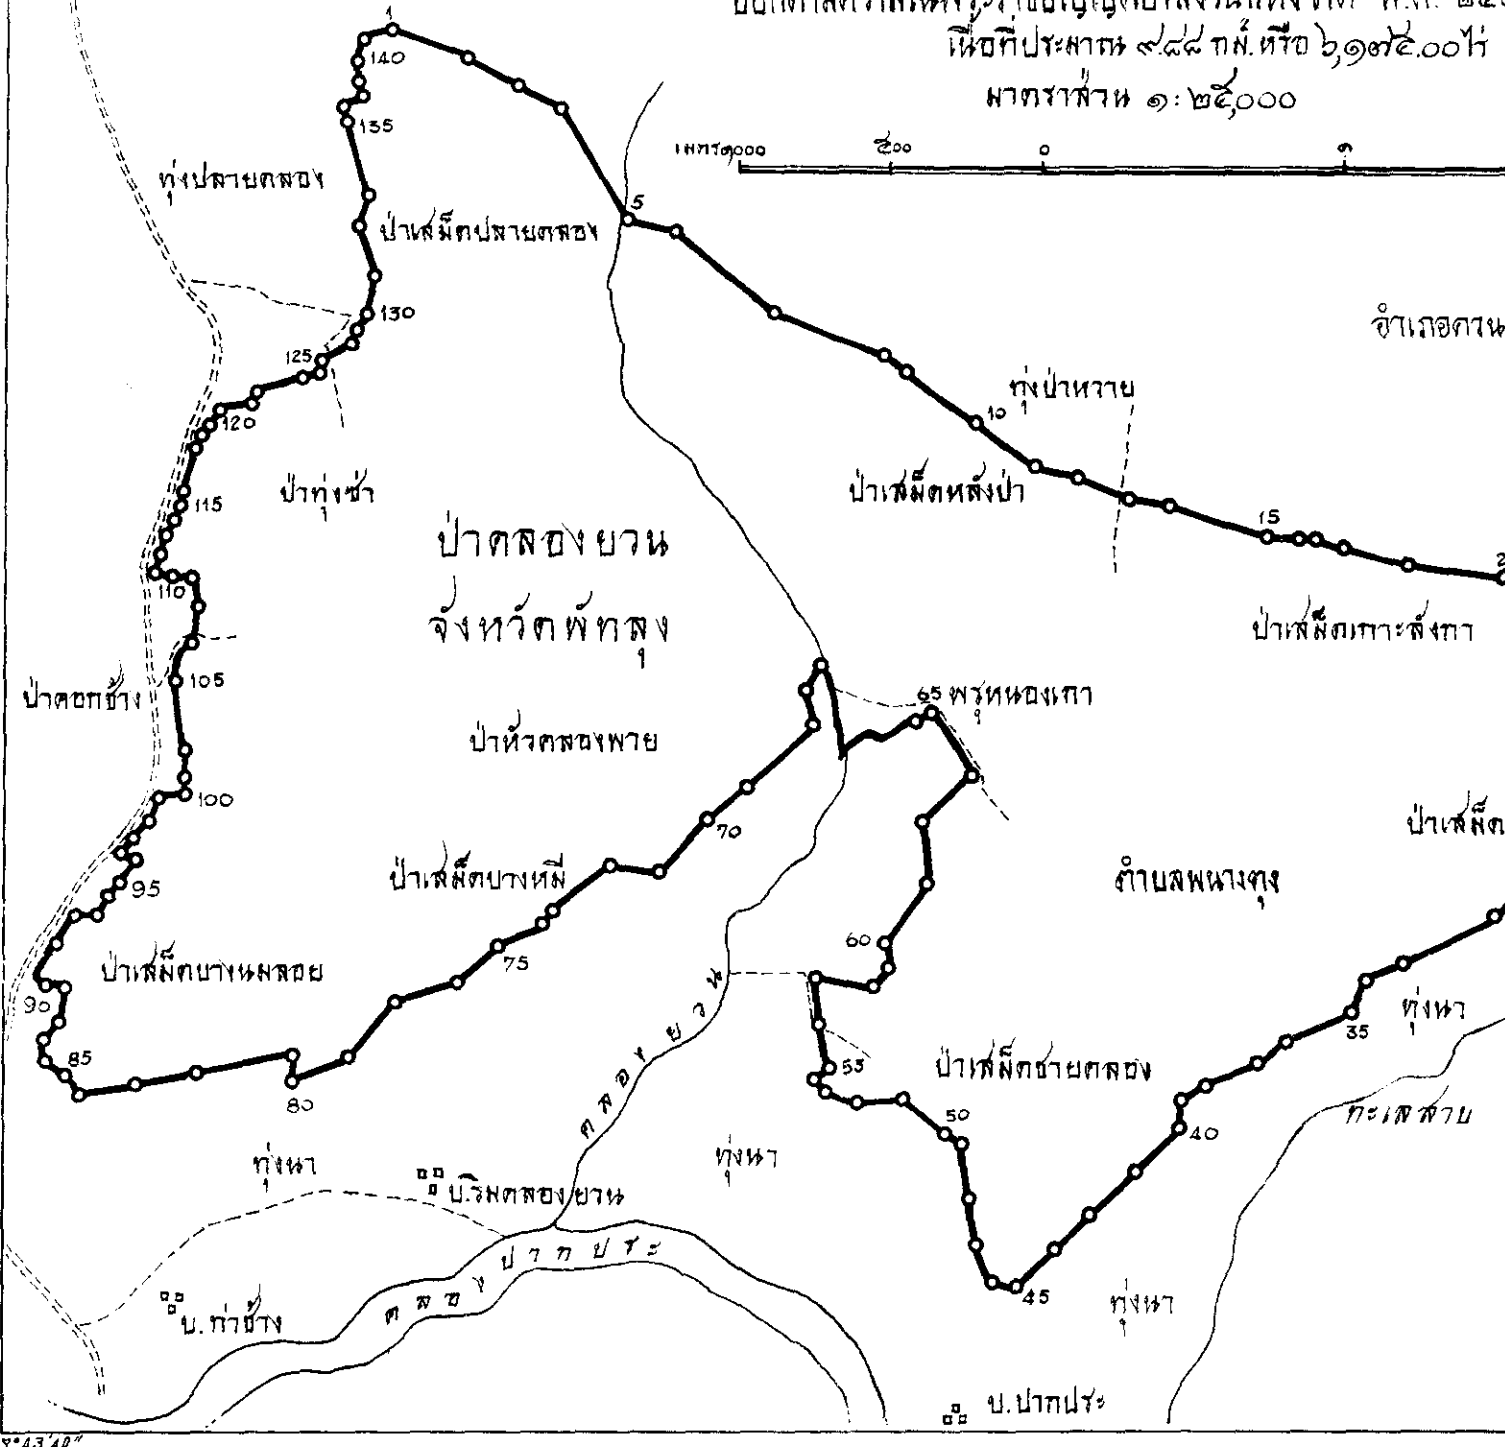 เนื้อที่ประมาณ ๙.๘๘ กม. หรือ ๖,๑๗๕.๐๐ ไร่
มาตราส่วน ๑:๒๕,๐๐๐
เมตร ๑๐๐๐ ๕๐๐ ๐ ๑
1
140
135
ทุ่งปลายคลอง
ป่าเสม็ดปลายคลอง
5
130
อำเภอควน
125
ทุ่งป่าหวาย
10
120
ป่าทุ่งซ่า
ป่าเสม็ดหลังป่า
115
15
ป่าคลองยวน
110
จังหวัดพัทลุง
ป่าเสม็ดเกาะลังกา
105
ป่าคอกช้าง
65 พรุหนองเกา
ป่าหัวคลองพาย
100
70
ป่าเสม็ด
ป่าเสม็ดบางหมี
ตำบลพนางตุง
95
60
75
ป่าเสม็ดบางนมลอย
90
ทุ่งนา
35
85
55
ป่าเสม็ดชายคลอง
80
คลองยวน
50
40
ทะเลสาบ
ทุ่งนา
ทุ่งนา
บ.ริมคลองยวน
คลองปากประ
45
ทุ่งนา
บ.ท่าช้าง
บ.ปากประ